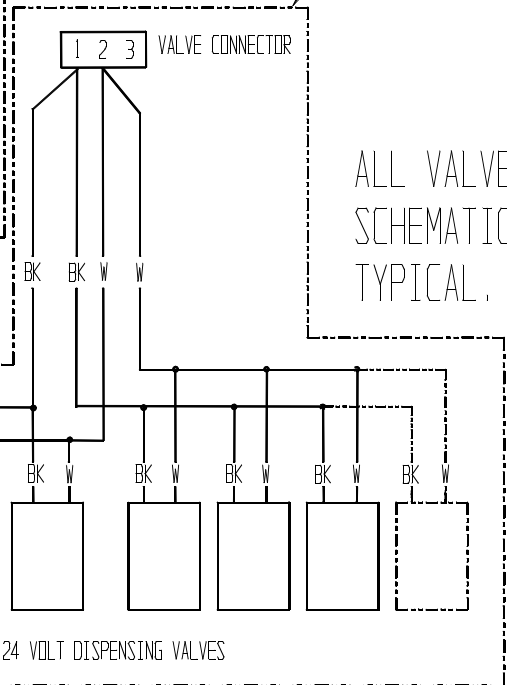 1 2 3 VALVE CONNECTOR
ALL VALVE
SCHEMATIC
TYPICAL.
BK BK W W
BK W BK W BK W BK W BK W
24 VOLT DISPENSING VALVES